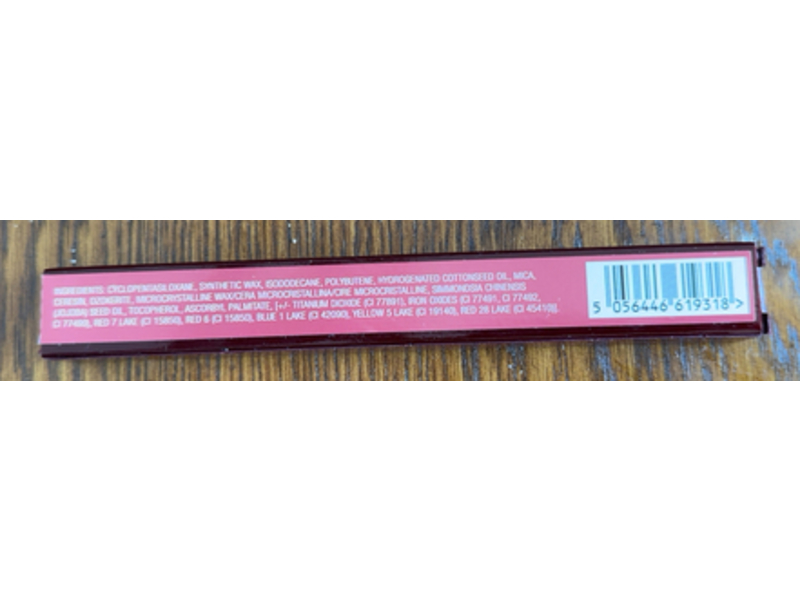 INGREDIENTS: CYCLOPENTASILOXANE, SYNTHETIC WAX, ISODODECANE, POLYBUTENE, HYDROGENATED COTTONSEED OIL, MICA,
CERESIN, OZOKERITE, MICROCRYSTALLINE WAX/CERA MICROCRISTALLINA/CIRE MICROCRISTALLINE, SIMMONDSIA CHINENSIS
(JOJOBA) SEED OIL, TOCOPHEROL, ASCORBYL PALMITATE, [+/- TITANIUM DIOXIDE (CI 77891), IRON OXIDES (CI 77491, CI 77492,
CI 77499), RED 7 LAKE (CI 15850), RED 6 (CI 15850), BLUE 1 LAKE (CI 42090), YELLOW 5 LAKE (CI 19140), RED 28 LAKE (CI 45410)].
5 056446 619318 >